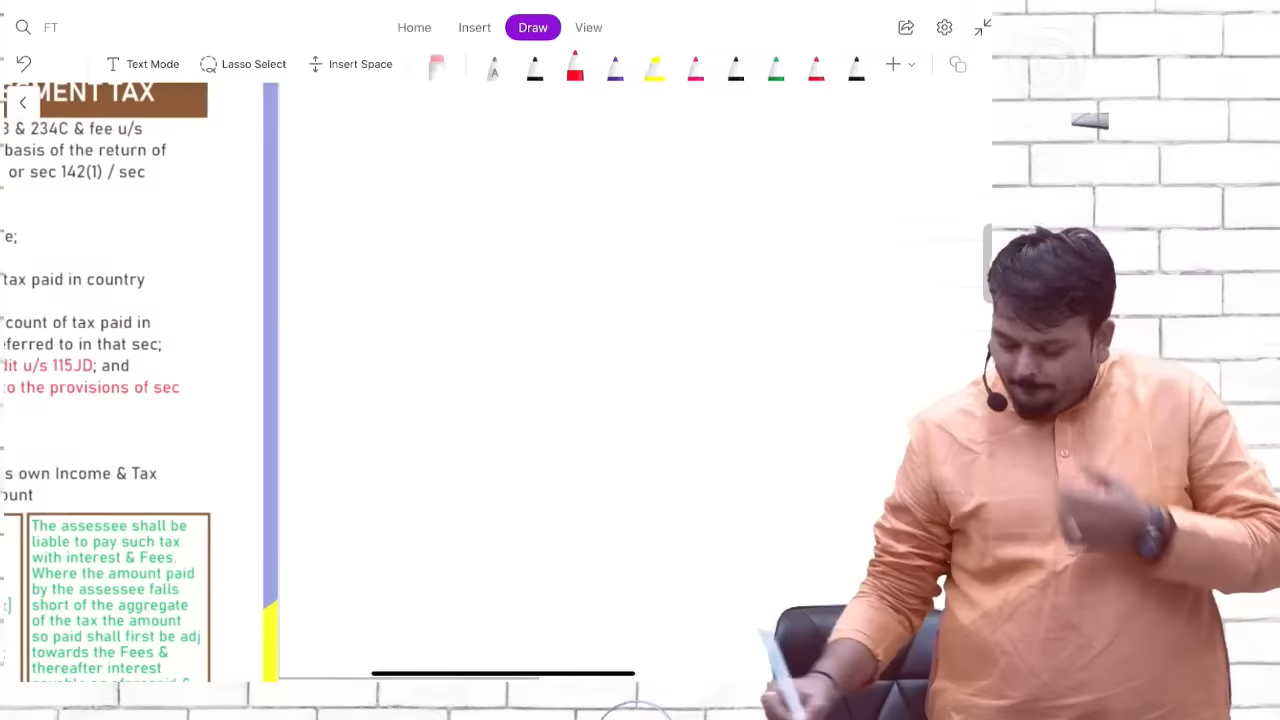 FT
Home Insert Draw View
Text Mode Lasso Select Insert Space
A
MENT TAX
& 234C & fee u/s
basis of the return of
or sec 142(1) / sec
e;
tax paid in country
count of tax paid in
ferred to in that sec;
dit u/s 115JD; and
to the provisions of sec
s own Income & Tax
ount
The assessee shall be
liable to pay such tax
with interest & Fees.
Where the amount paid
by the assessee falls
short of the aggregate
of the tax the amount
so paid shall first be adj
towards the Fees &
thereafter interest